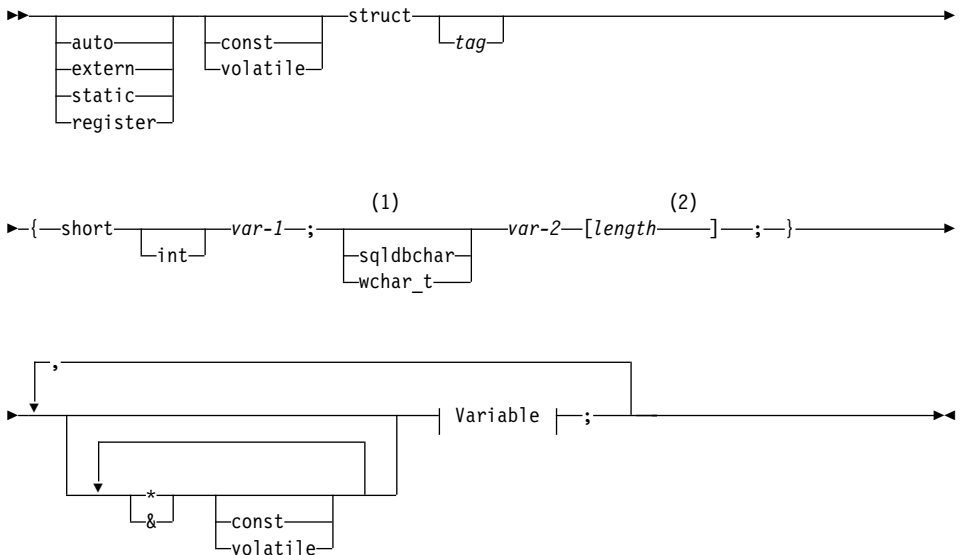 struct
auto const tag
extern volatile
static
register
(1) (2)
{ short var-1 ; var-2 [length ] ; }
int sqldbchar
wchar_t
,
Variable ;
*
& const
volatile